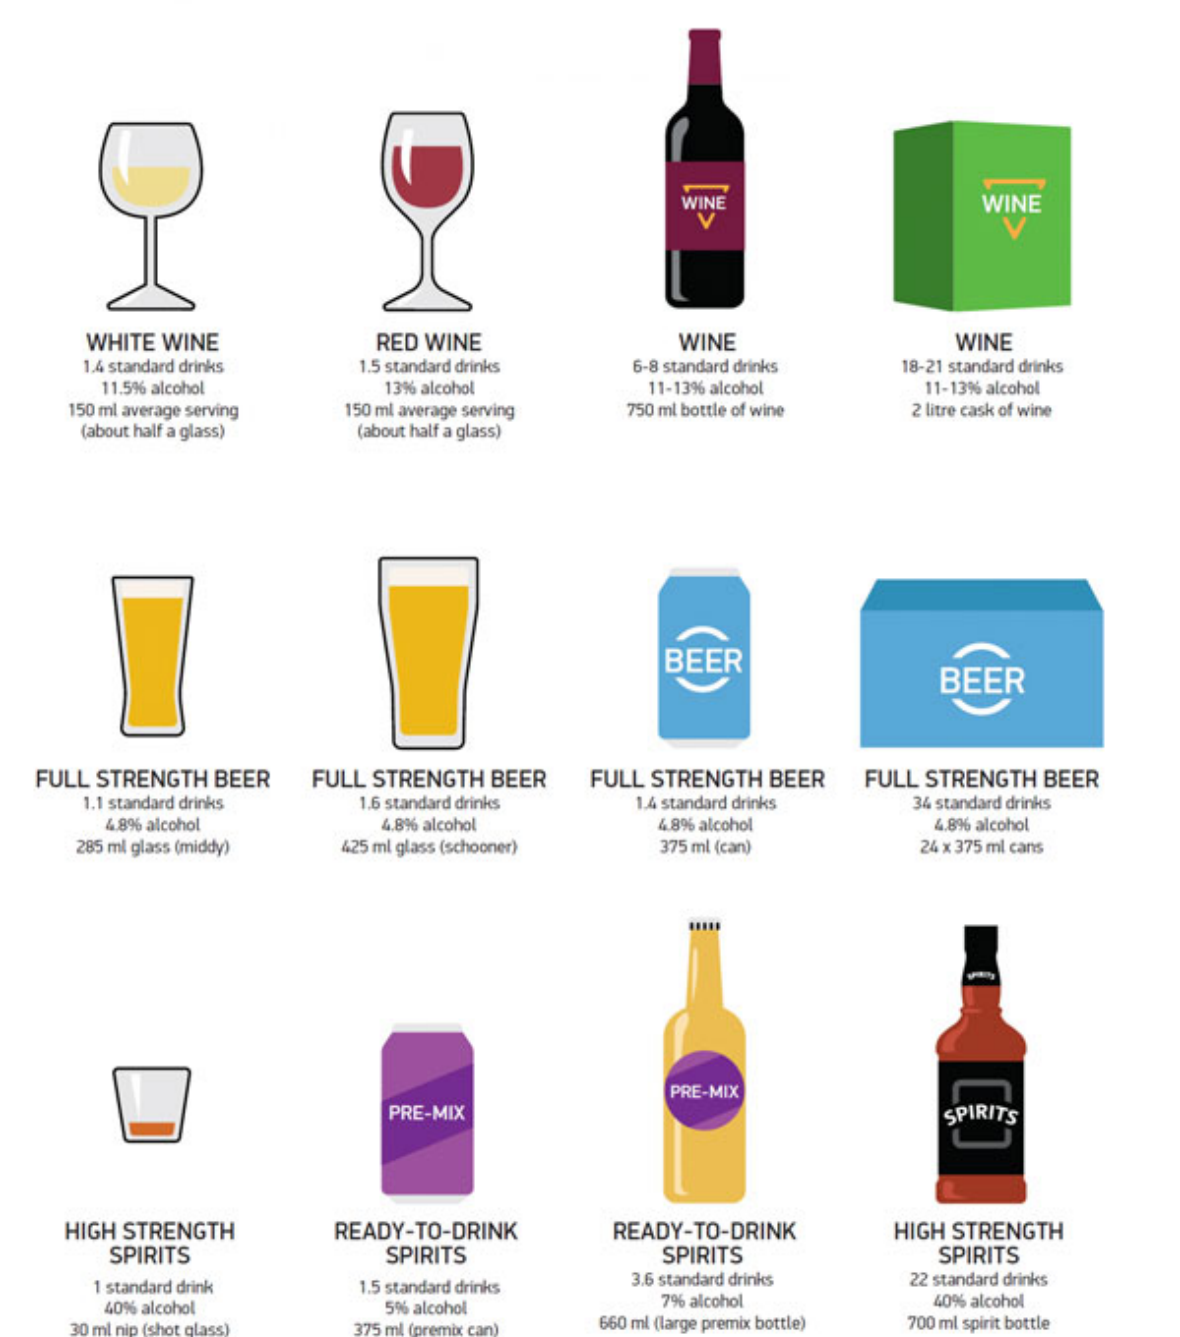 WINE
WINE
WHITE WINE
1.4 standard drinks
11.5% alcohol
150 ml average serving
(about half a glass)
RED WINE
1.5 standard drinks
13% alcohol
150 ml average serving
(about half a glass)
WINE
6-8 standard drinks
11-13% alcohol
750 ml bottle of wine
WINE
18-21 standard drinks
11-13% alcohol
2 litre cask of wine
BEER
BEER
FULL STRENGTH BEER
1.1 standard drinks
4.8% alcohol
285 ml glass (middy)
FULL STRENGTH BEER
1.6 standard drinks
4.8% alcohol
425 ml glass (schooner)
FULL STRENGTH BEER
1.4 standard drinks
4.8% alcohol
375 ml (can)
FULL STRENGTH BEER
34 standard drinks
4.8% alcohol
24 x 375 ml cans
PRE-MIX
PRE-MIX
SPIRITS
SPIRITS
HIGH STRENGTH
SPIRITS
1 standard drink
40% alcohol
30 ml nip (shot glass)
READY-TO-DRINK
SPIRITS
1.5 standard drinks
5% alcohol
375 ml (premix can)
READY-TO-DRINK
SPIRITS
3.6 standard drinks
7% alcohol
660 ml (large premix bottle)
HIGH STRENGTH
SPIRITS
22 standard drinks
40% alcohol
700 ml spirit bottle